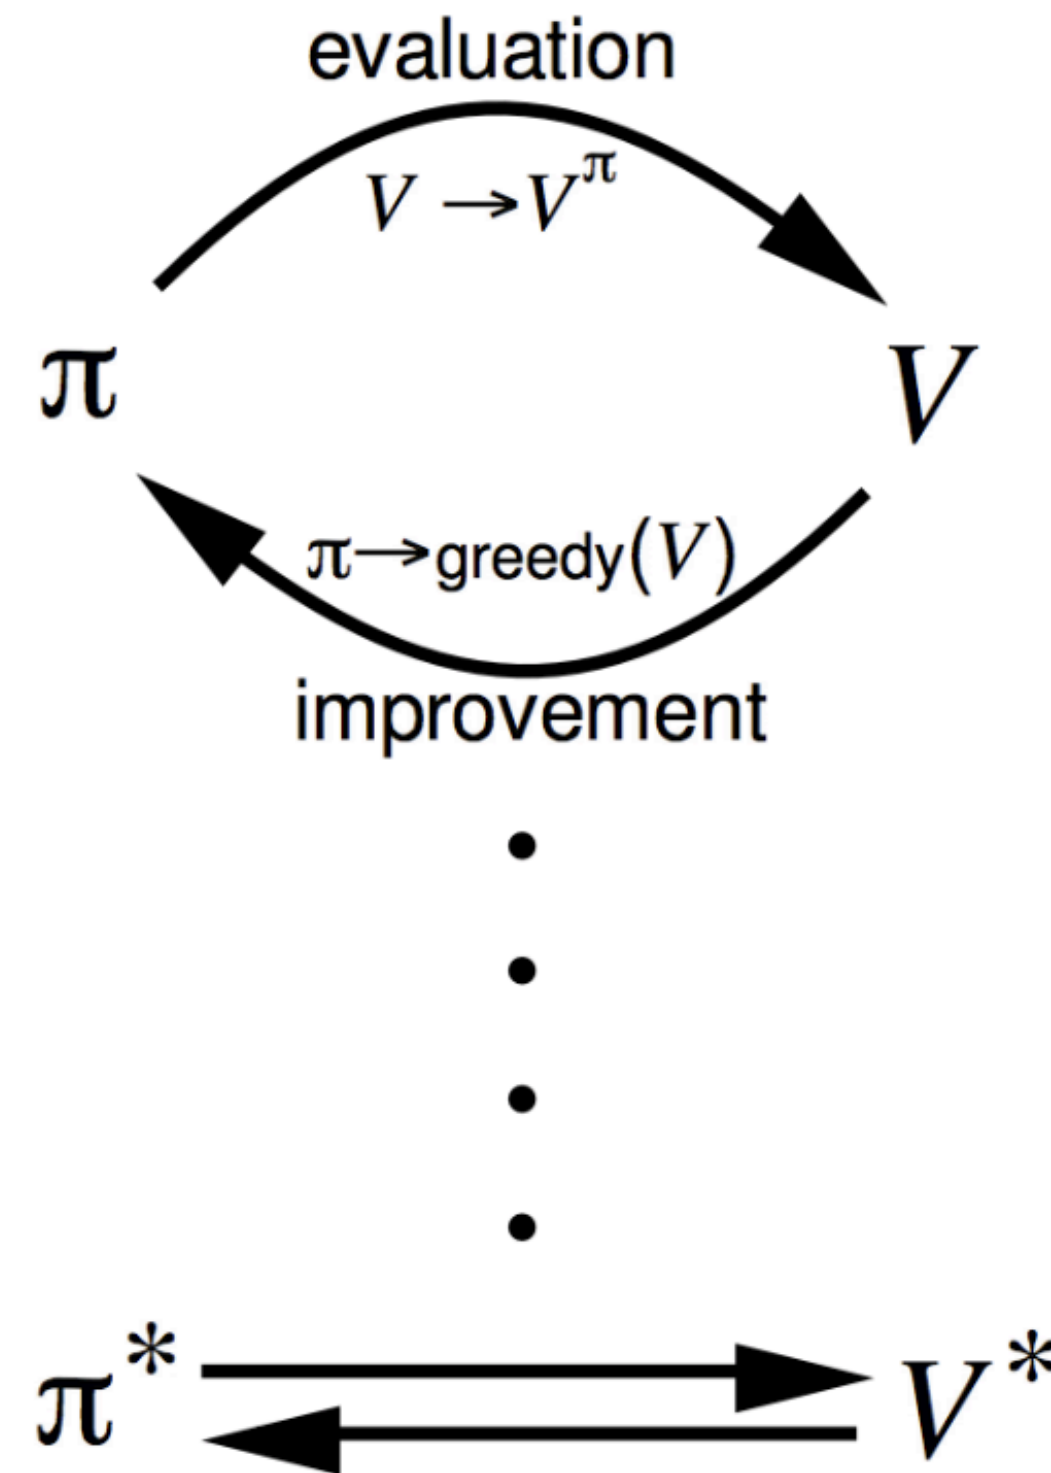 evaluation
V → V^π
π V
π → greedy(V)
improvement
π* V*